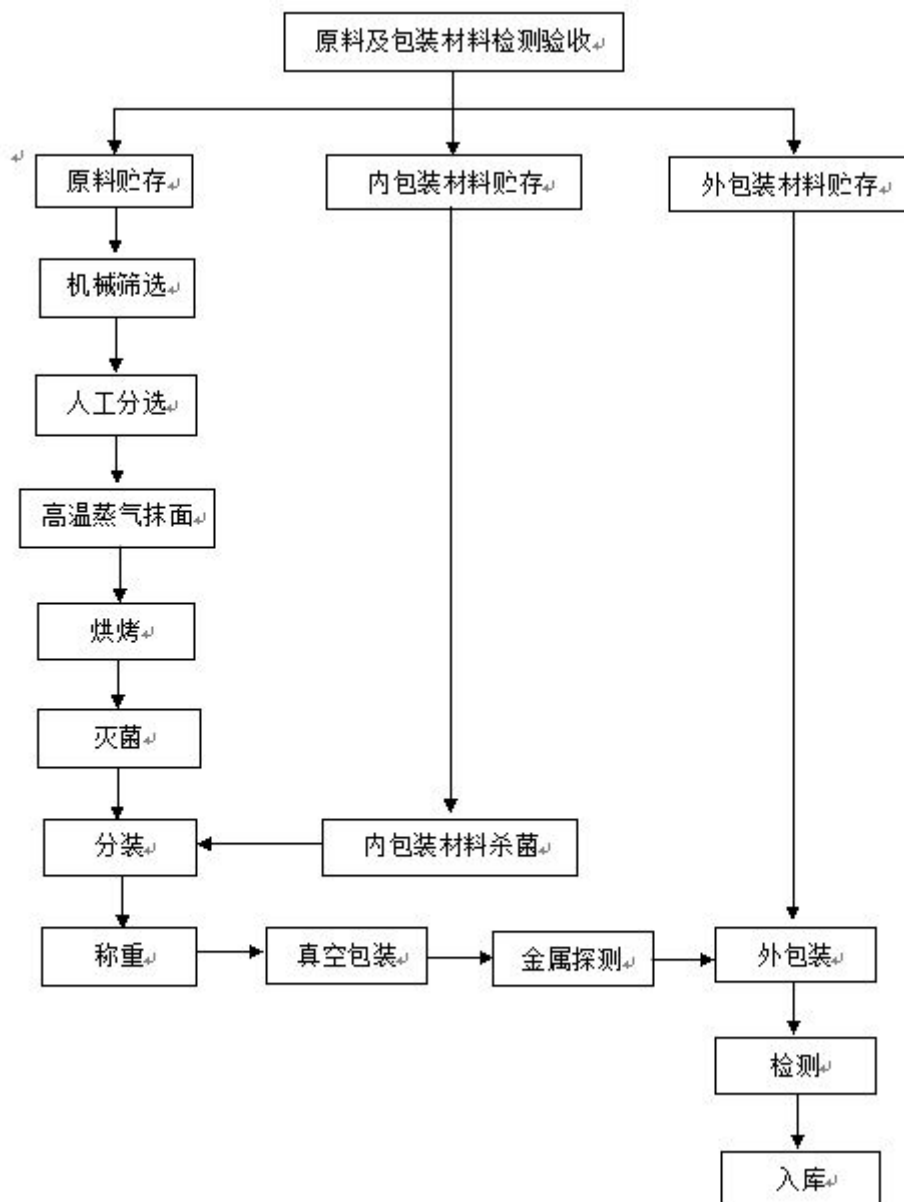 原料及包装材料检测验收
原料贮存
内包装材料贮存
外包装材料贮存
机械筛选
人工分选
高温蒸气抹面
烘烤
灭菌
分装
内包装材料杀菌
称重
真空包装
金属探测
外包装
检测
入库